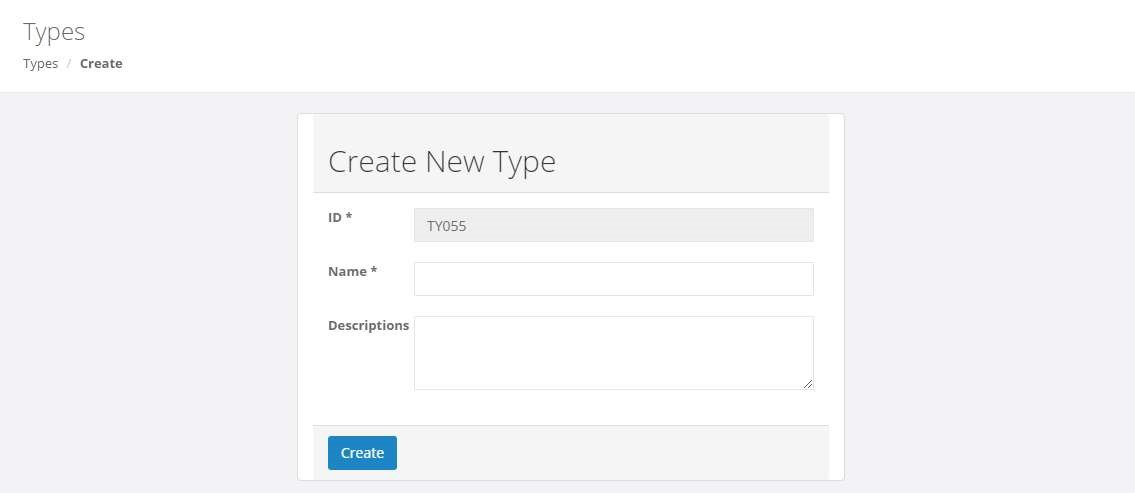 Types
Types / Create
Create New Type
ID *
TY055
Name *
Descriptions
Create